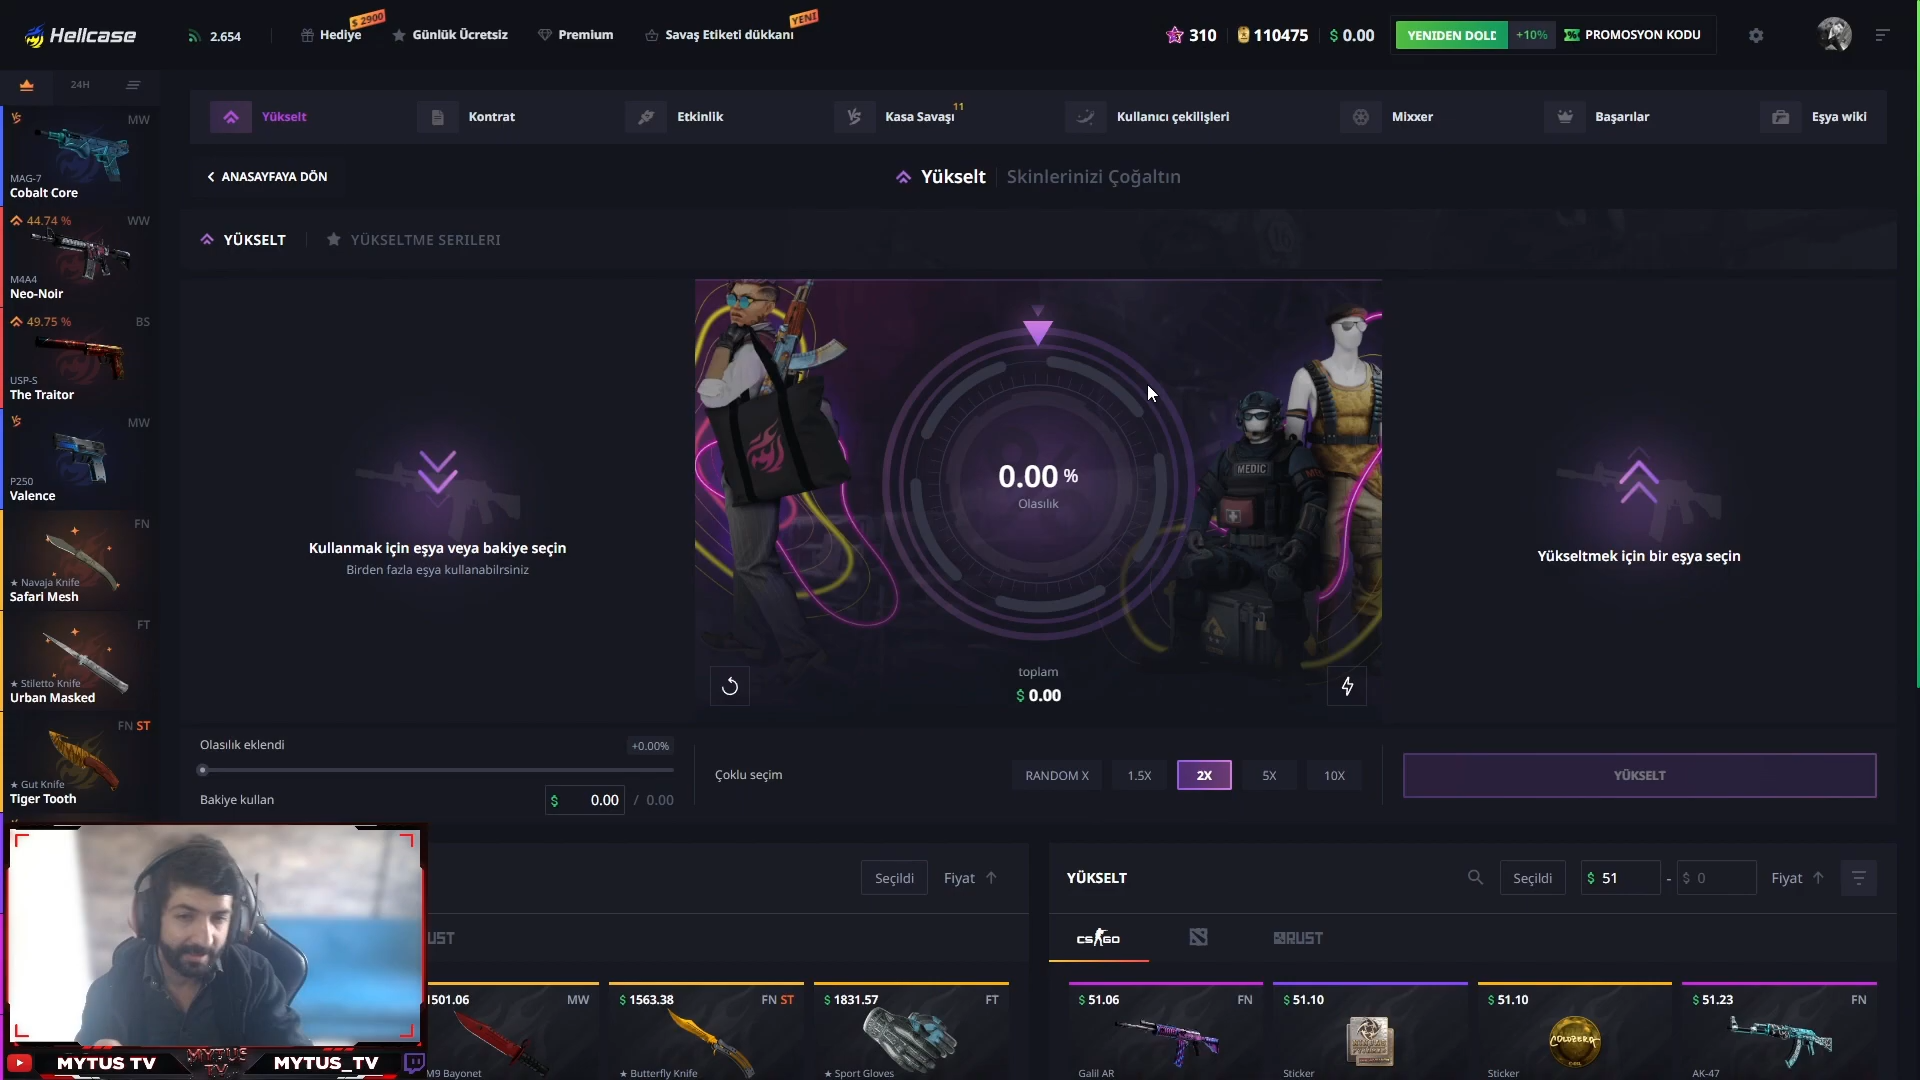 Hellcase
2.654
Hediye
$ 2900
Günlük Ücretsiz
Premium
Savaş Etiketi dükkanı
YENİ
310
110475
$ 0.00
YENIDEN DOLD
+10%
% PROMOSYON KODU
24H
Yükselt
Kontrat
Etkinlik
Kasa Savaşı
11
Kullanıcı çekilişleri
Mixxer
Başarılar
Eşya wiki
ANASAYFAYA DÖN
Yükselt
Skinlerinizi Çoğaltın
YÜKSELT
YÜKSELTME SERILERI
MW
MAG-7
Cobalt Core
44.74 %
WW
M4A4
Neo-Noir
49.75 %
BS
USP-S
The Traitor
MW
P250
Valence
FN
★ Navaja Knife
Safari Mesh
FT
★ Stiletto Knife
Urban Masked
FN ST
★ Gut Knife
Tiger Tooth
Kullanmak için eşya veya bakiye seçin
Birden fazla eşya kullanabilrsiniz
MEDIC
0.00 %
Olasılık
toplam
$ 0.00
Yükseltmek için bir eşya seçin
Olasılık eklendi
+0.00%
Bakiye kullan
$ 0.00 / 0.00
Çoklu seçim
RANDOM X
1.5X
2X
5X
10X
YÜKSELT
Seçildi
Fiyat
YÜKSELT
Seçildi
$ 51
-
$ 0
Fiyat
UST
CS GO
RUST
1501.06
MW
M9 Bayonet
$ 1563.38
FN ST
★ Butterfly Knife
$ 1831.57
FT
★ Sport Gloves
$ 51.06
FN
Galil AR
$ 51.10
Sticker
$ 51.10
Sticker
$ 51.23
FN
AK-47
MYTUS TV
MYTUS TV
MYTUS_TV